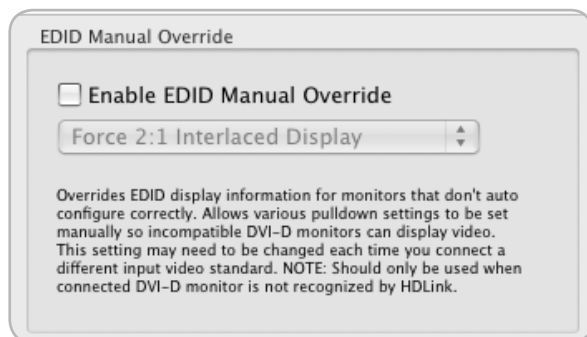 EDID Manual Override
Enable EDID Manual Override
Force 2:1 Interlaced Display
Overrides EDID display information for monitors that don't auto
configure correctly. Allows various pulldown settings to be set
manually so incompatible DVI-D monitors can display video.
This setting may need to be changed each time you connect a
different input video standard. NOTE: Should only be used when
connected DVI-D monitor is not recognized by HDLink.